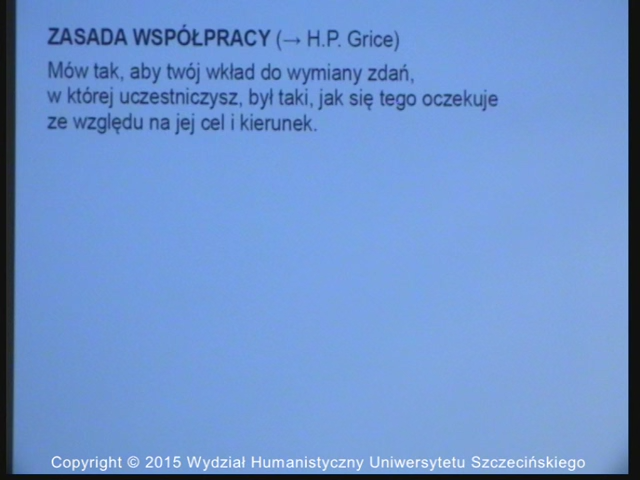 ZASADA WSPÓŁPRACY (→ H.P. Grice)
Mów tak, aby twój wkład do wymiany zdań,
w której uczestniczysz, był taki, jak się tego oczekuje
ze względu na jej cel i kierunek.
Copyright © 2015 Wydział Humanistyczny Uniwersytetu Szczecińskiego